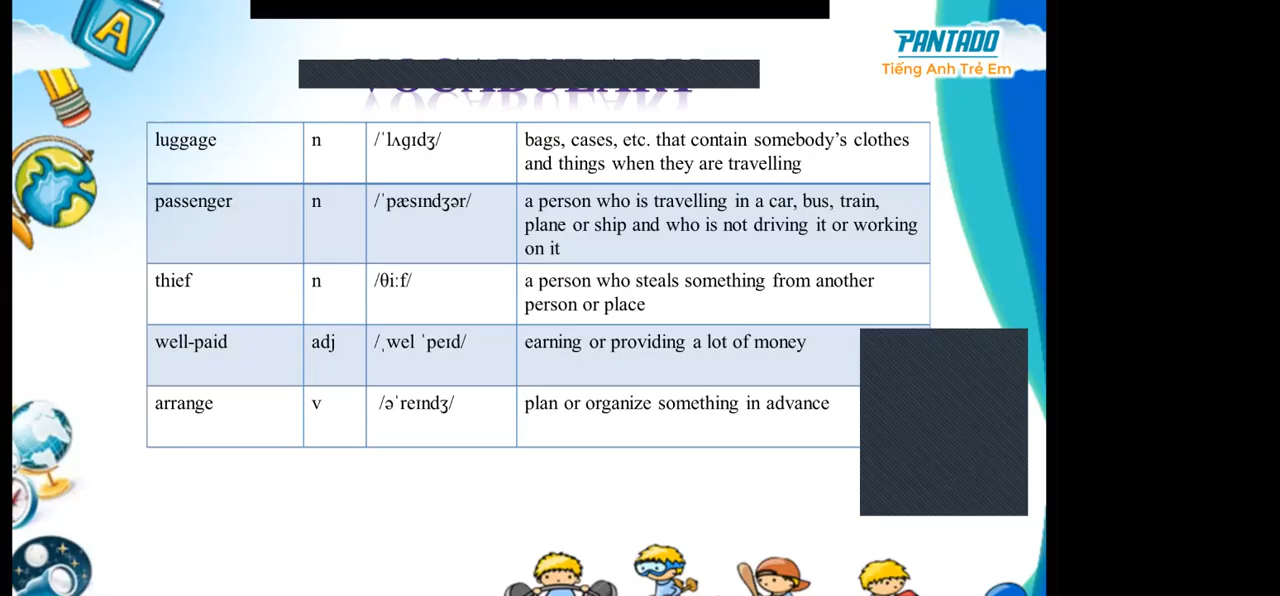 A
PANTADO
Tiếng Anh Trẻ Em
VOCABULARY
luggage n /ˈlʌɡɪdʒ/ bags, cases, etc. that contain somebody’s clothes
and things when they are travelling
passenger n /ˈpæsɪndʒər/ a person who is travelling in a car, bus, train,
plane or ship and who is not driving it or working
on it
thief n /θiːf/ a person who steals something from another
person or place
well-paid adj /ˌwel ˈpeɪd/ earning or providing a lot of money
arrange v /əˈreɪndʒ/ plan or organize something in advance